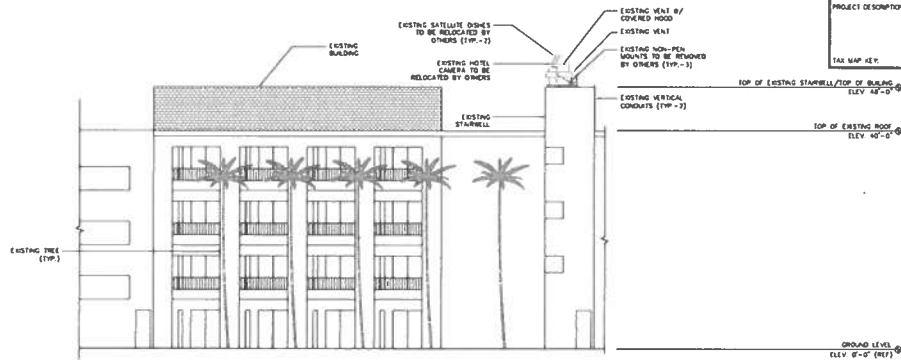 PROJECT DESCRIPTION
TAX MAP KEY:
EXISTING SATELLITE DISHES
TO BE RELOCATED BY
OTHERS (TYP.-2)
EXISTING VENT W/
COVERED HOOD
EXISTING VENT
EXISTING BUILDING
EXISTING HOTEL
CAMERA TO BE
RELOCATED BY OTHERS
EXISTING NON-PEN
MOUNTS TO BE REMOVED
BY OTHERS (TYP.-3)
TOP OF EXISTING STAIRWELL/TOP OF BUILDING
ELEV. 48'-0"
EXISTING VERTICAL
CONDUITS (TYP.-2)
EXISTING
STAIRWELL
TOP OF EXISTING ROOF
ELEV. 40'-0"
EXISTING TREE
(TYP.)
GROUND LEVEL
ELEV. 0'-0" (REF)